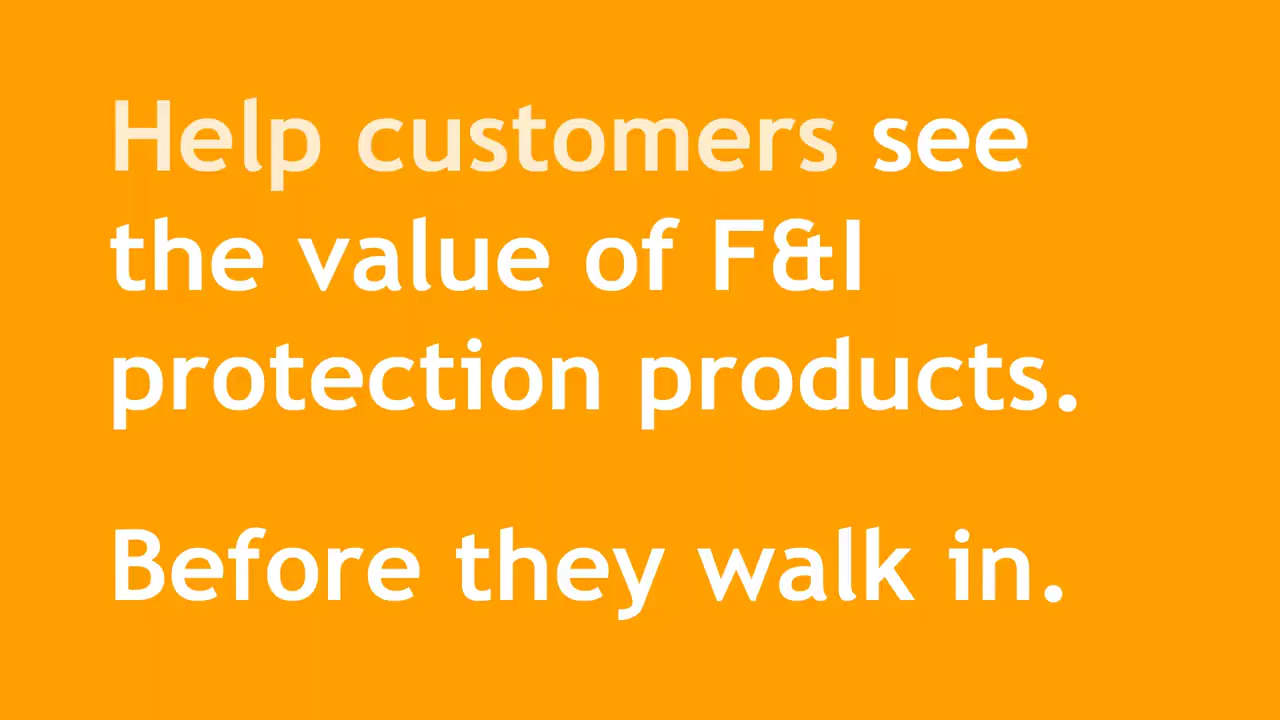 Help customers see
the value of F&I
protection products.
Before they walk in.